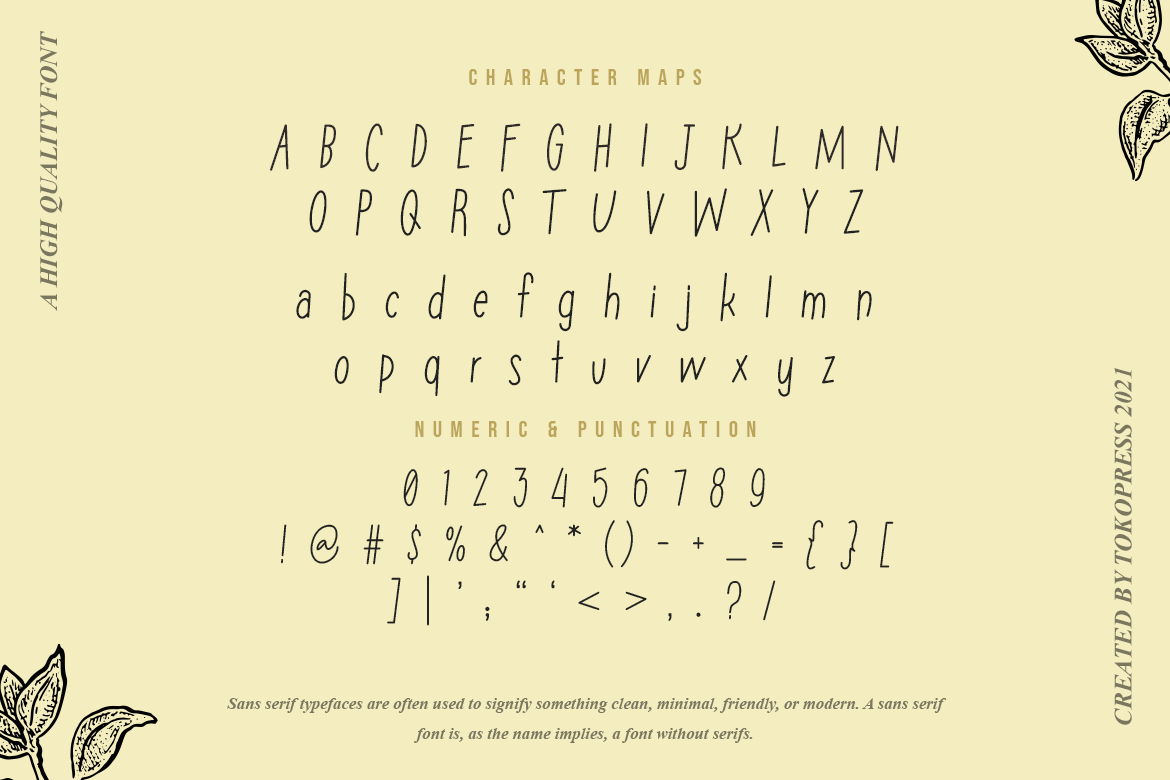 A HIGH QUALITY FONT
CHARACTER MAPS
A B C D E F G H I J K L M N
O P Q R S T U V W X Y Z
a b c d e f g h i j k l m n
o p q r s t u v w x y z
NUMERIC & PUNCTUATION
0 1 2 3 4 5 6 7 8 9
! @ # $ % & ^ * ( ) - + _ = { } [
] | ’ ; “ ‘ < > , . ? /
CREATED BY TOKOPRESS 2021
Sans serif typefaces are often used to signify something clean, minimal, friendly, or modern. A sans serif
font is, as the name implies, a font without serifs.